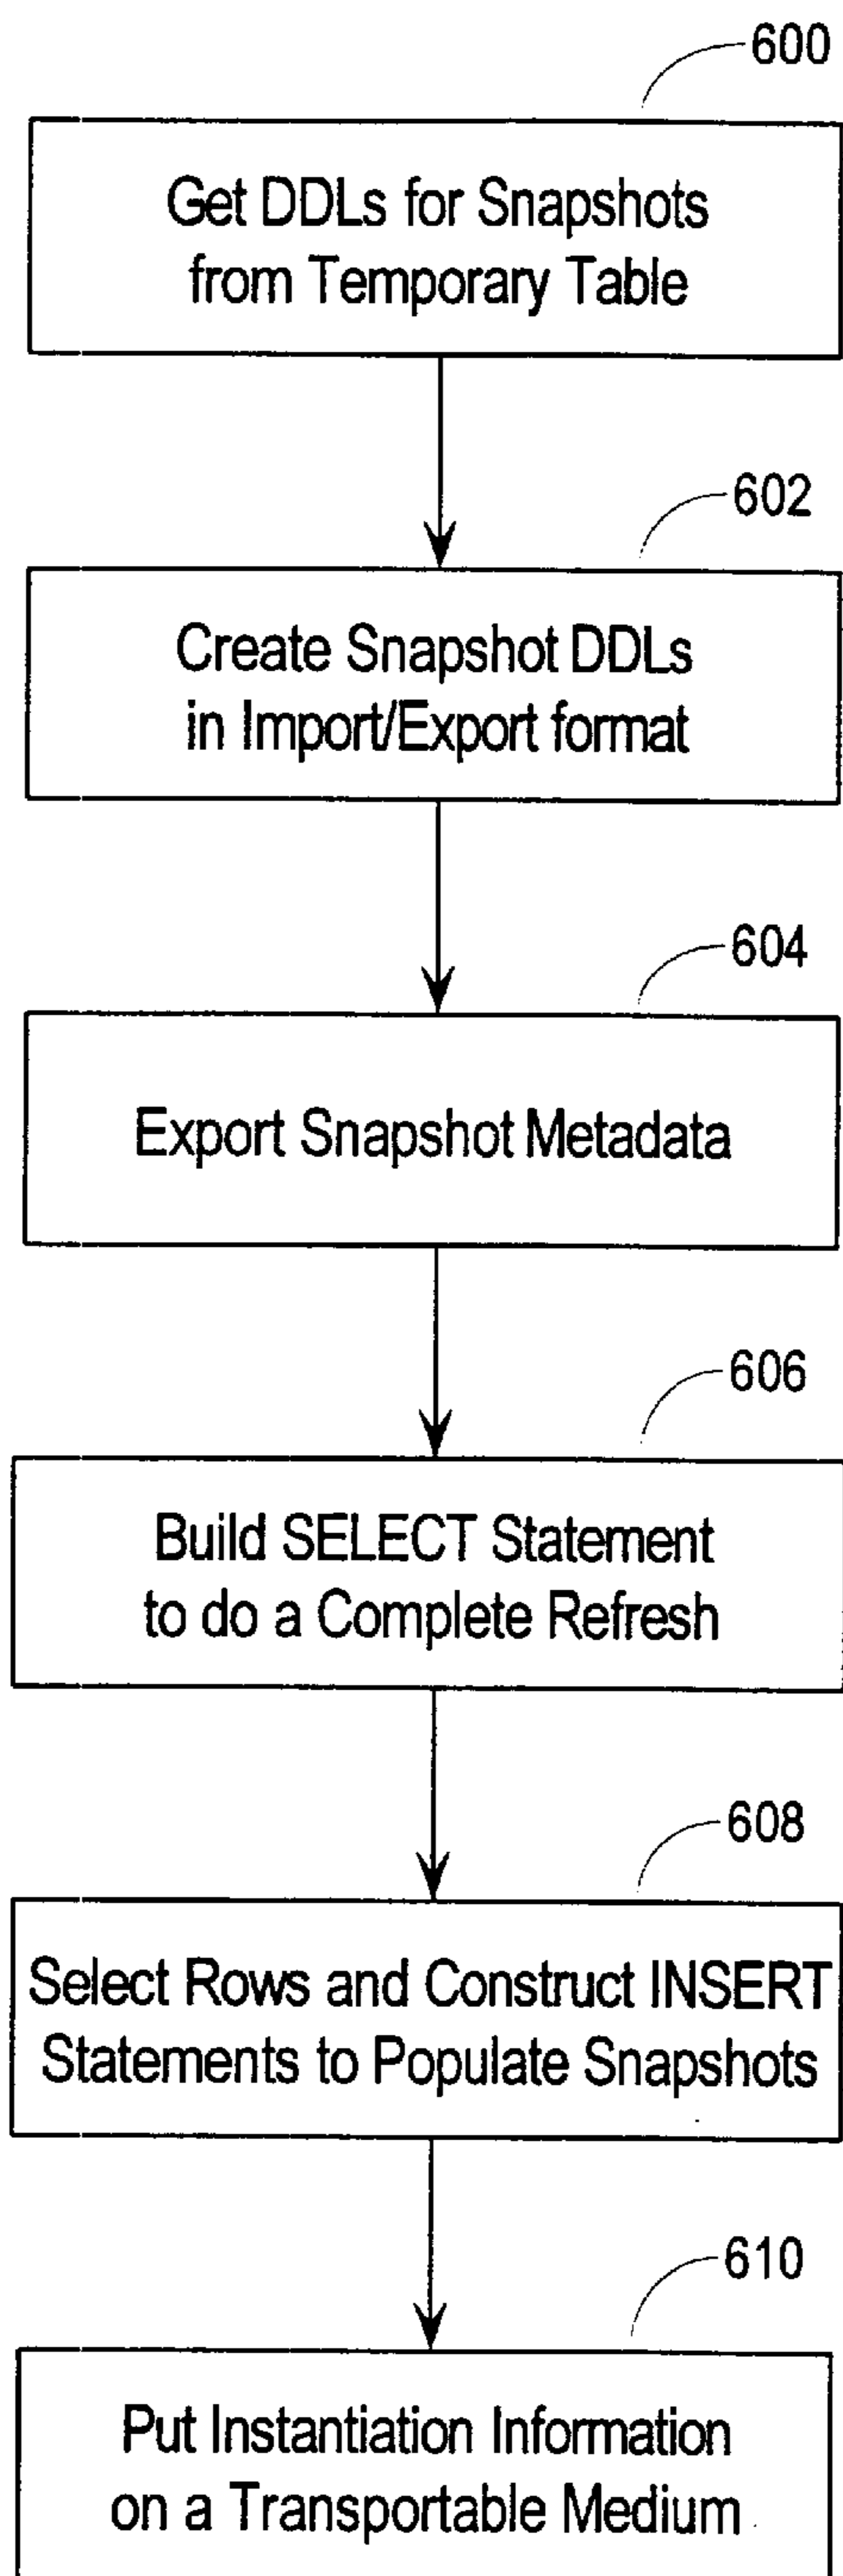 600
Get DDLs for Snapshots
from Temporary Table
602
Create Snapshot DDLs
in Import/Export format
604
Export Snapshot Metadata
606
Build SELECT Statement
to do a Complete Refresh
608
Select Rows and Construct INSERT
Statements to Populate Snapshots
610
Put Instantiation Information
on a Transportable Medium